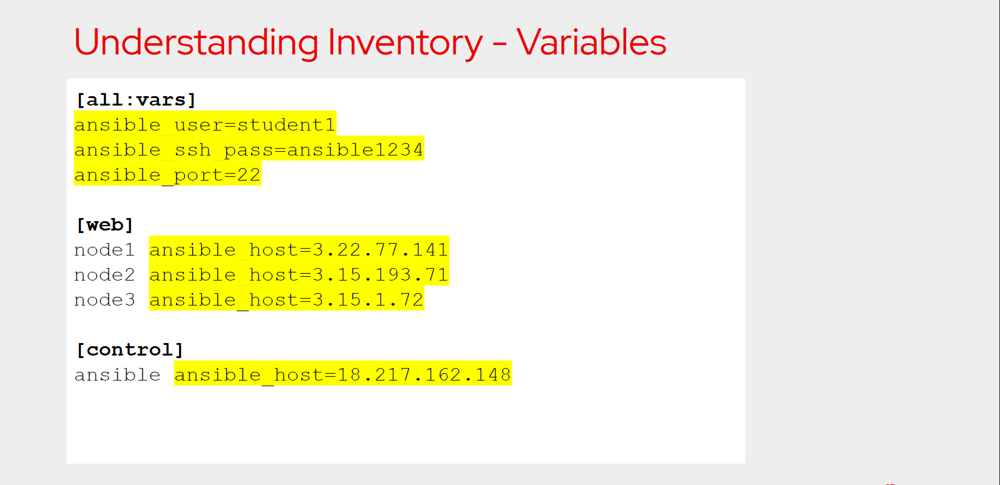 Understanding Inventory - Variables
[all:vars]
ansible_user=student1
ansible_ssh_pass=ansible1234
ansible_port=22
[web]
node1 ansible_host=3.22.77.141
node2 ansible_host=3.15.193.71
node3 ansible_host=3.15.1.72
[control]
ansible ansible_host=18.217.162.148